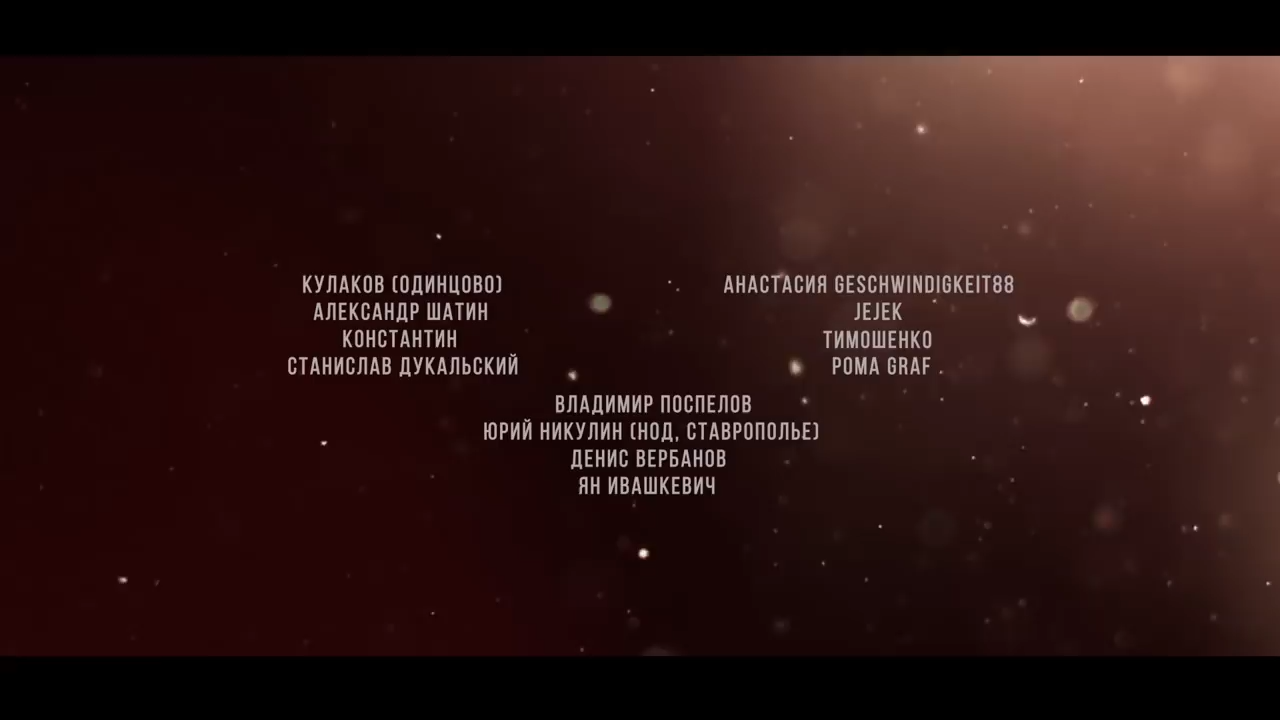 КУЛАКОВ (ОДИНЦОВО)
АЛЕКСАНДР ШАТИН
КОНСТАНТИН
СТАНИСЛАВ ДУКАЛЬСКИЙ
АНАСТАСИЯ GESCHWINDIGKEIT88
JEJEK
ТИМОШЕНКО
РОМА GRAF
ВЛАДИМИР ПОСПЕЛОВ
ЮРИЙ НИКУЛИН (НОД, СТАВРОПОЛЬЕ)
ДЕНИС ВЕРБАНОВ
ЯН ИВАШКЕВИЧ